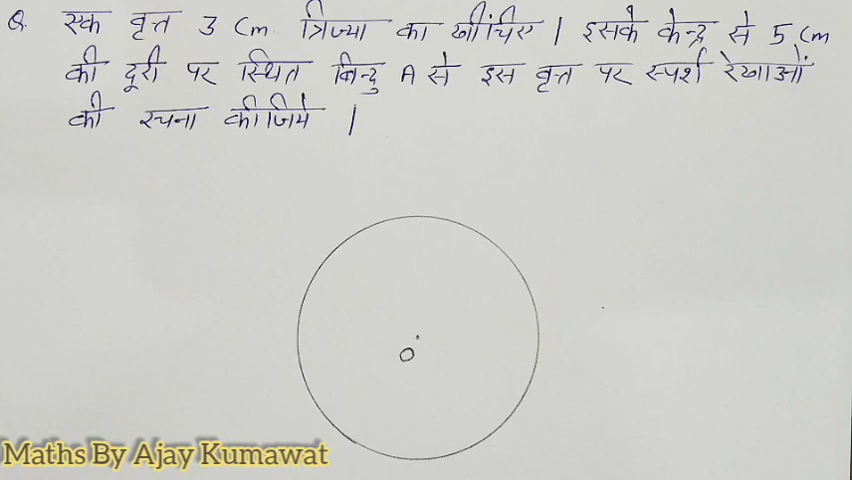 Q. एक वृत्त 3 Cm त्रिज्या का खींचिए । इसके केन्द्र से 5 Cm
की दूरी पर स्थित बिन्दु A से इस वृत्त पर स्पर्श रेखाओं
की रचना कीजिये ।
O
Maths By Ajay Kumawat